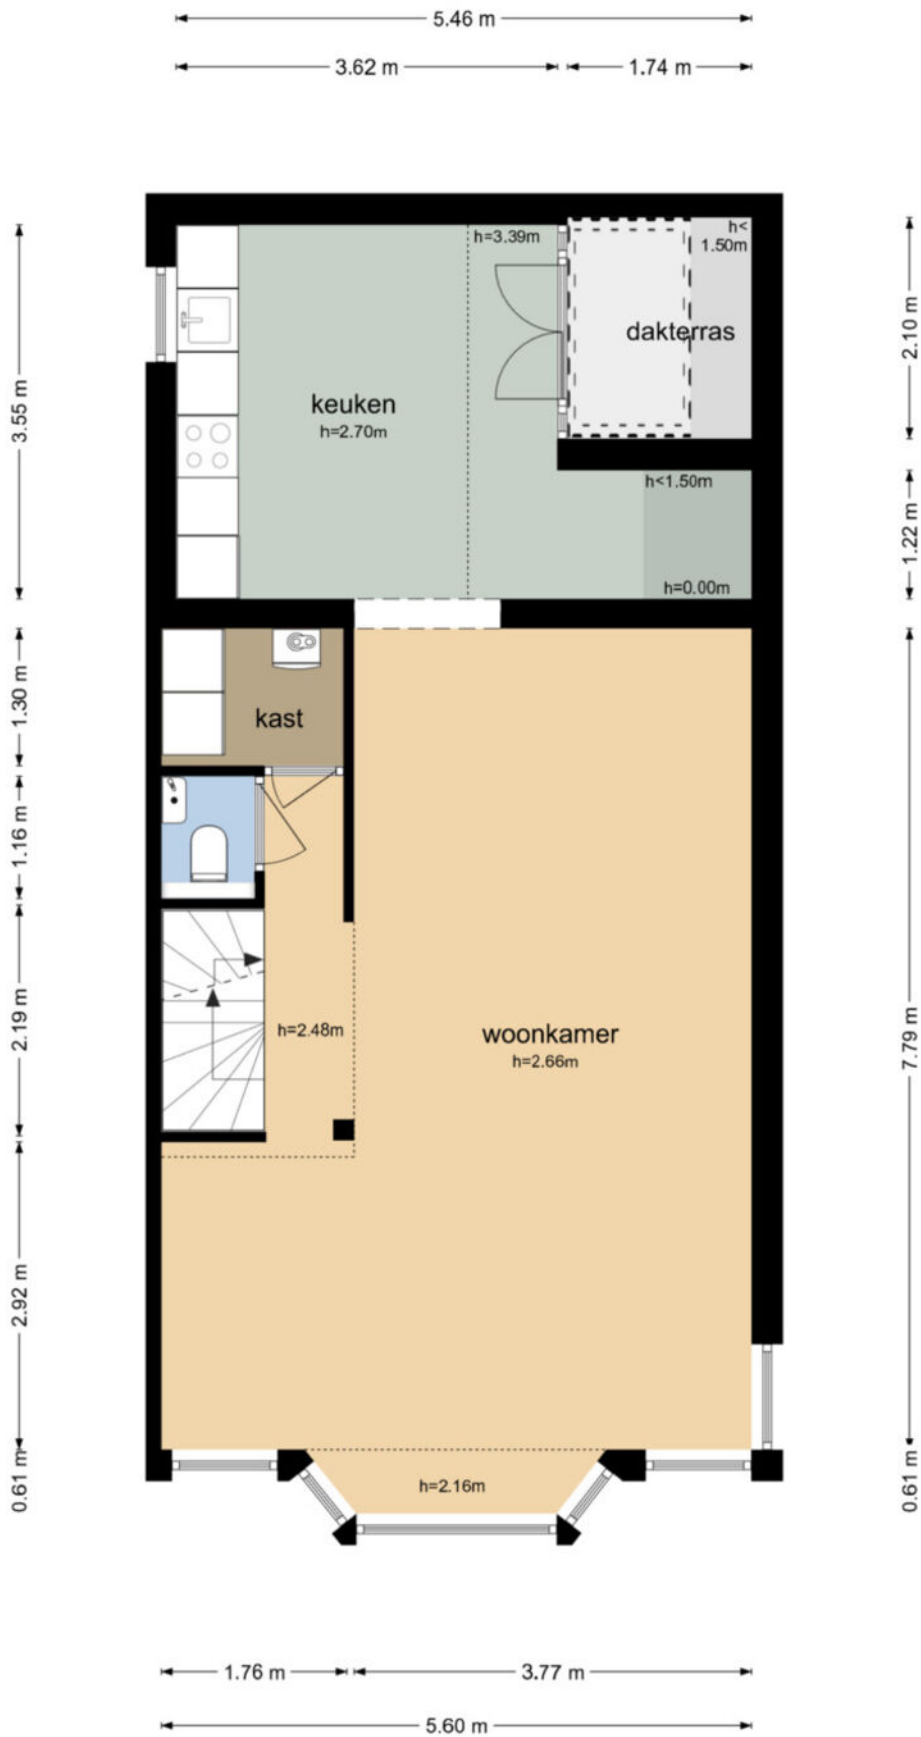 5.46 m
3.62 m
1.74 m
h=3.39m
h<
1.50m
dakterras
2.10 m
3.55 m
keuken
h=2.70m
h<1.50m
1.22 m
h=0.00m
1.30 m
kast
1.16 m
2.19 m
h=2.48m
woonkamer
h=2.66m
7.79 m
2.92 m
0.61 m
h=2.16m
0.61 m
1.76 m
3.77 m
5.60 m